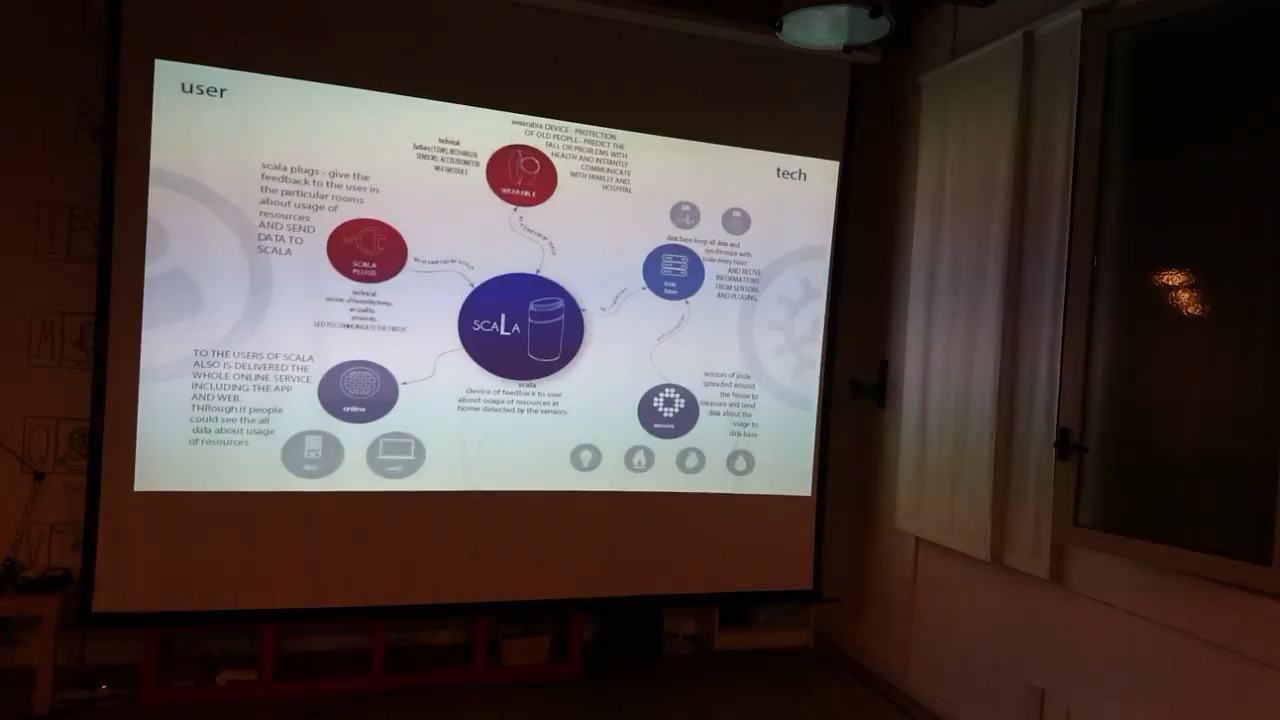 user
tech
wearable DEVICE - PROTECTION
OF OLD PEOPLE - PREDICT THE
FALL OR PROBLEMS WITH
HEALTH AND INSTANTLY
COMMUNICATE
WITH FAMILLY AND
HOSPITAL
technical
battery (1 DAY), RECHARGER,
SENSORS, ACCELEROMETER
WI-FI MODULE
WEARABLE
scala plugs - give the
feedback to the user in
the particular rooms
about usage of
resources
AND SEND
DATA TO
SCALA
SCALA
PLUGS
technical
sensors of humidity, temp,
air quality,
proximity,
LED TO COMMUNICATE THE STATUS
data base keep all data and
synchronize with
scala every hour
AND RECIVE
INFORMATIONS
FROM SENSORS
AND PLUGING
SCALA
scala
device of feedback to user
about usage of resources at
home detected by the sensors.
TO THE USERS OF SCALA
ALSO IS DELIVERED THE
WHOLE ONLINE SERVICE
INCLUDING THE APP
AND WEB.
THRough it people
could see the all
data about usage
of resources
online
app
web
sensors of joule
spreaded around
the house to
measure and send
data about the
usage to
data-base
sensors